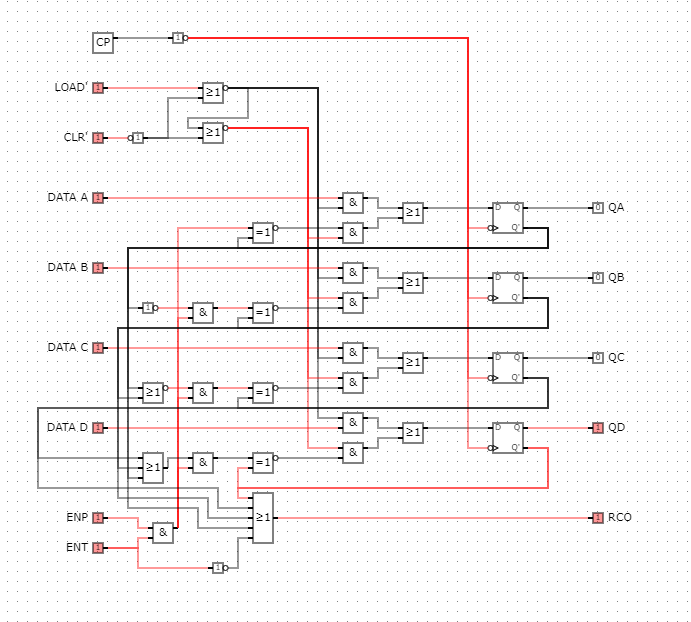 CP 1
LOAD' 1 ≥1
CLR' 1 1 ≥1
DATA A 1 & D Q 0 QA
=1 & ≥1 Q'
DATA B 1 & D Q 0 QB
1 & =1 & ≥1 Q'
DATA C 1 & D Q 0 QC
≥1 & =1 & ≥1 Q'
DATA D 1 & ≥1 D Q 1 QD
≥1 & =1 & Q'
ENP 1 & ≥1 1 RCO
ENT 1
1